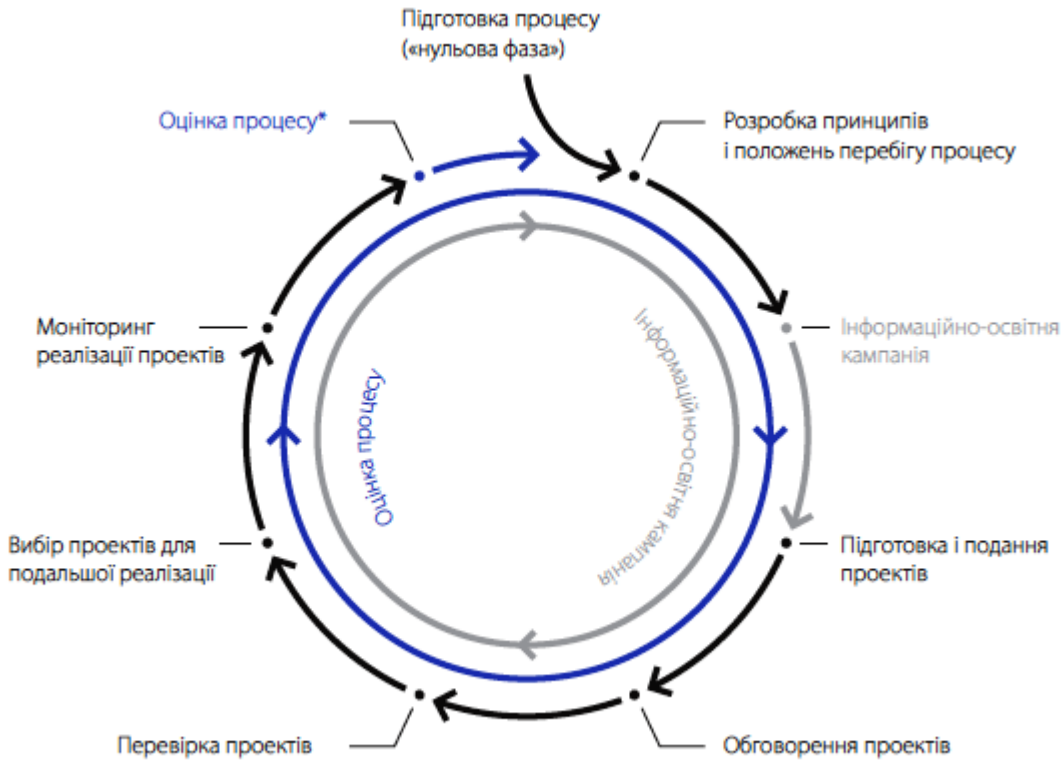 Підготовка процесу
(«нульова фаза»)
Оцінка процесу*
Розробка принципів
і положень перебігу процесу
Моніторинг
реалізації проектів
Інформаційно-освітня
кампанія
Оцінка процесу
Інформаційно-освітня кампанія
Вибір проектів для
подальшої реалізації
Підготовка і подання
проектів
Перевірка проектів
Обговорення проектів